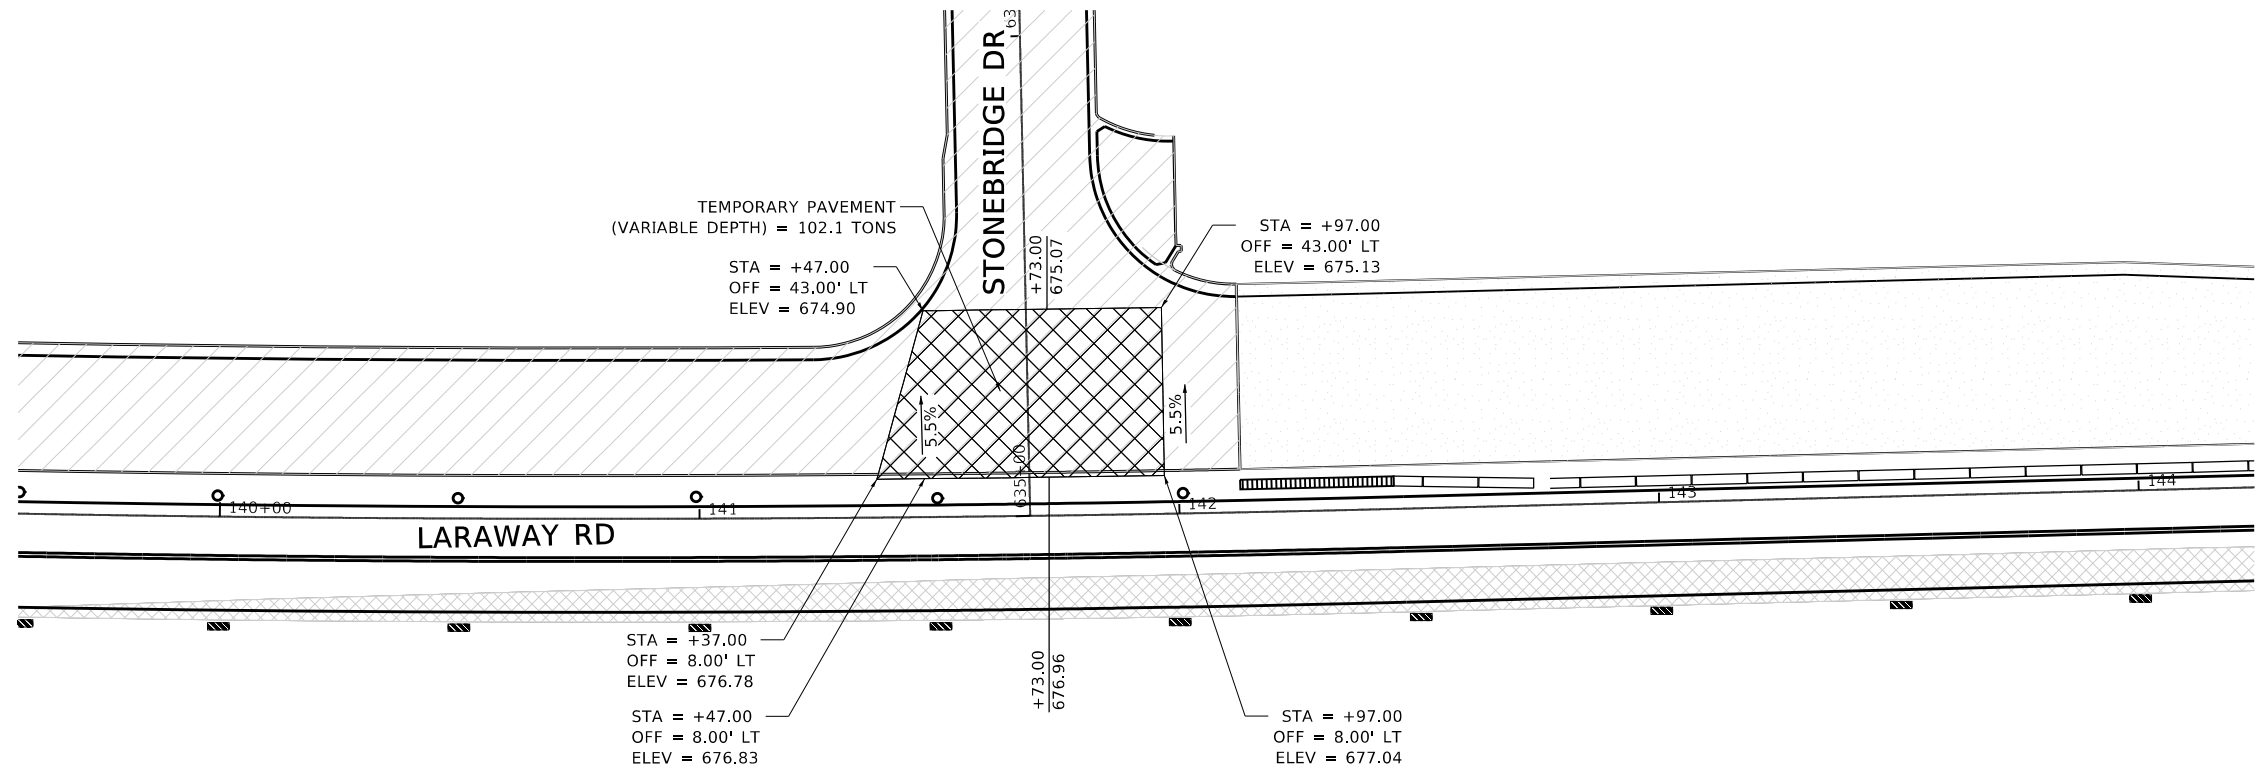 63
STONEBRIDGE DR
TEMPORARY PAVEMENT
(VARIABLE DEPTH) = 102.1 TONS
STA = +47.00
OFF = 43.00' LT
ELEV = 674.90
+73.00
675.07
STA = +97.00
OFF = 43.00' LT
ELEV = 675.13
5.5%
5.5%
635+00
140+00
141
142
143
144
LARAWAY RD
STA = +37.00
OFF = 8.00' LT
ELEV = 676.78
STA = +47.00
OFF = 8.00' LT
ELEV = 676.83
+73.00
676.96
STA = +97.00
OFF = 8.00' LT
ELEV = 677.04